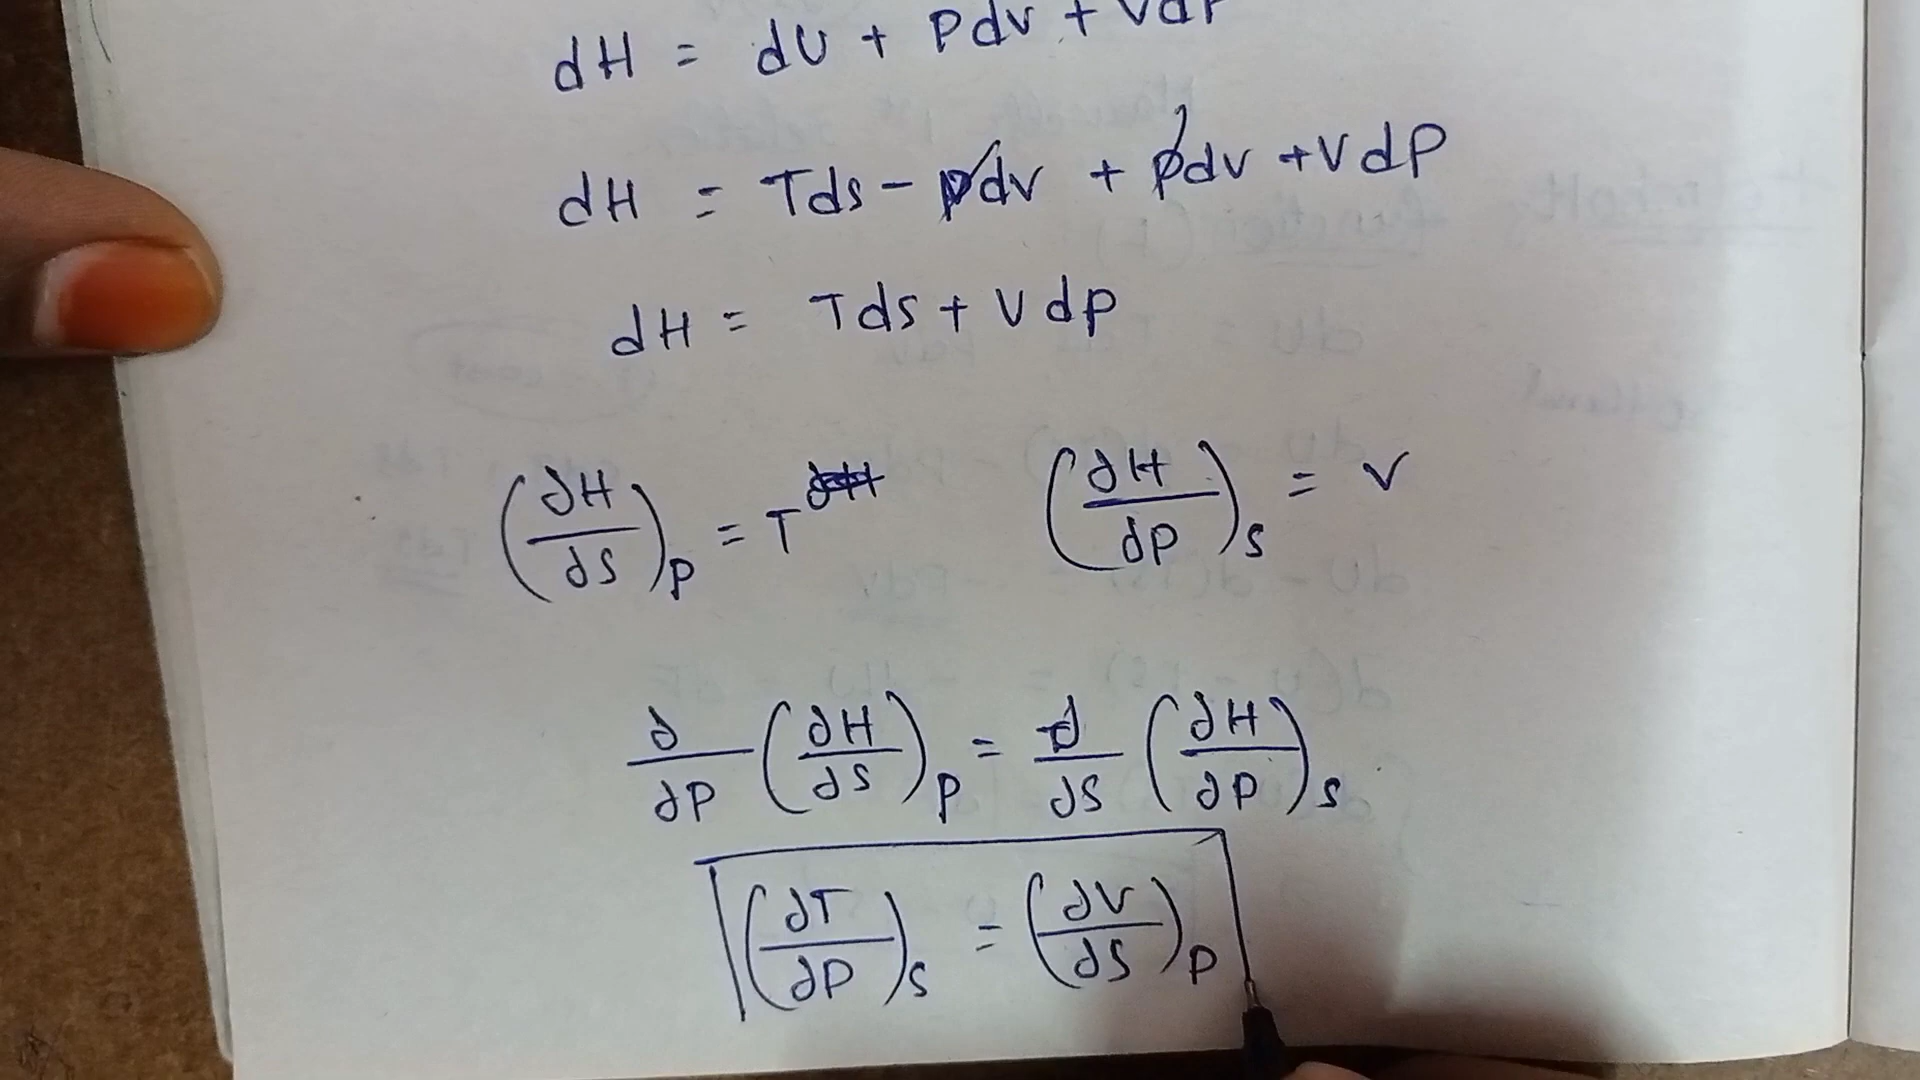 dH = dU + Pdv + Vdp
dH = Tds - pdv + pdv + VdP
dH = Tds + Vdp
(∂H/∂S)p = T (∂H/∂P)s = V
∂/∂P (∂H/∂S)p = ∂/∂S (∂H/∂P)s
(∂T/∂P)s = (∂V/∂S)p